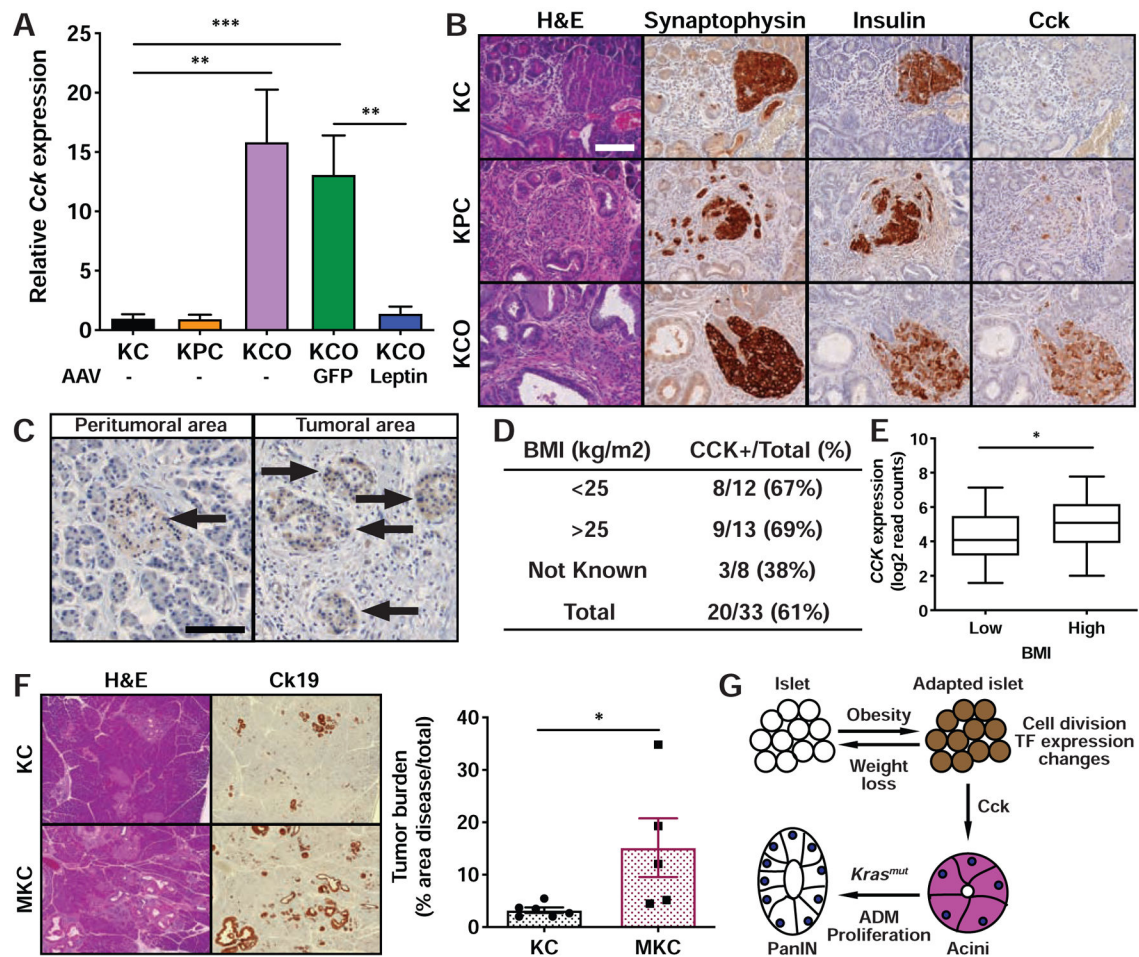 A
Relative Cck expression
25
20
15
10
5
0
***
**
**
KC KPC KCO KCO KCO
AAV - - - GFP Leptin
B
H&E Synaptophysin Insulin Cck
KC
KPC
KCO
C
Peritumoral area Tumoral area
D
BMI (kg/m2) CCK+/Total (%)
<25 8/12 (67%)
>25 9/13 (69%)
Not Known 3/8 (38%)
Total 20/33 (61%)
E
CCK expression
(log2 read counts)
10
8
6
4
2
0
*
Low High
BMI
F
H&E Ck19
KC
MKC
Tumor burden
(% area disease/total)
40
30
20
10
0
*
KC MKC
G
Islet Adapted islet
Obesity
Weight
loss
Cell division
TF expression
changes
Cck
Kras^mut
ADM
Proliferation
PanIN Acini